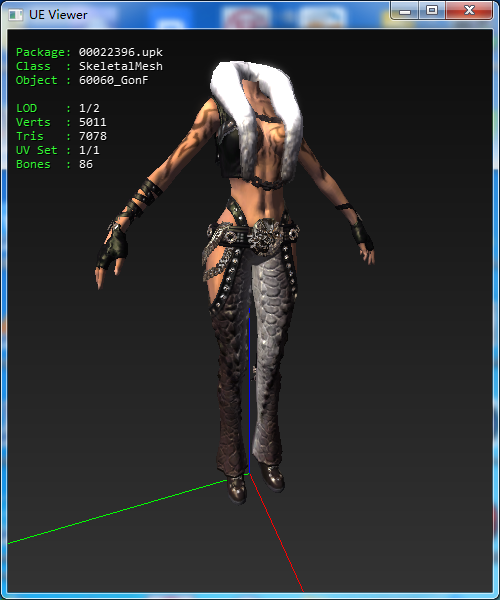 UE Viewer
Package: 00022396.upk
Class : SkeletalMesh
Object : 60060_GonF
LOD : 1/2
Verts : 5011
Tris : 7078
UV Set : 1/1
Bones : 86